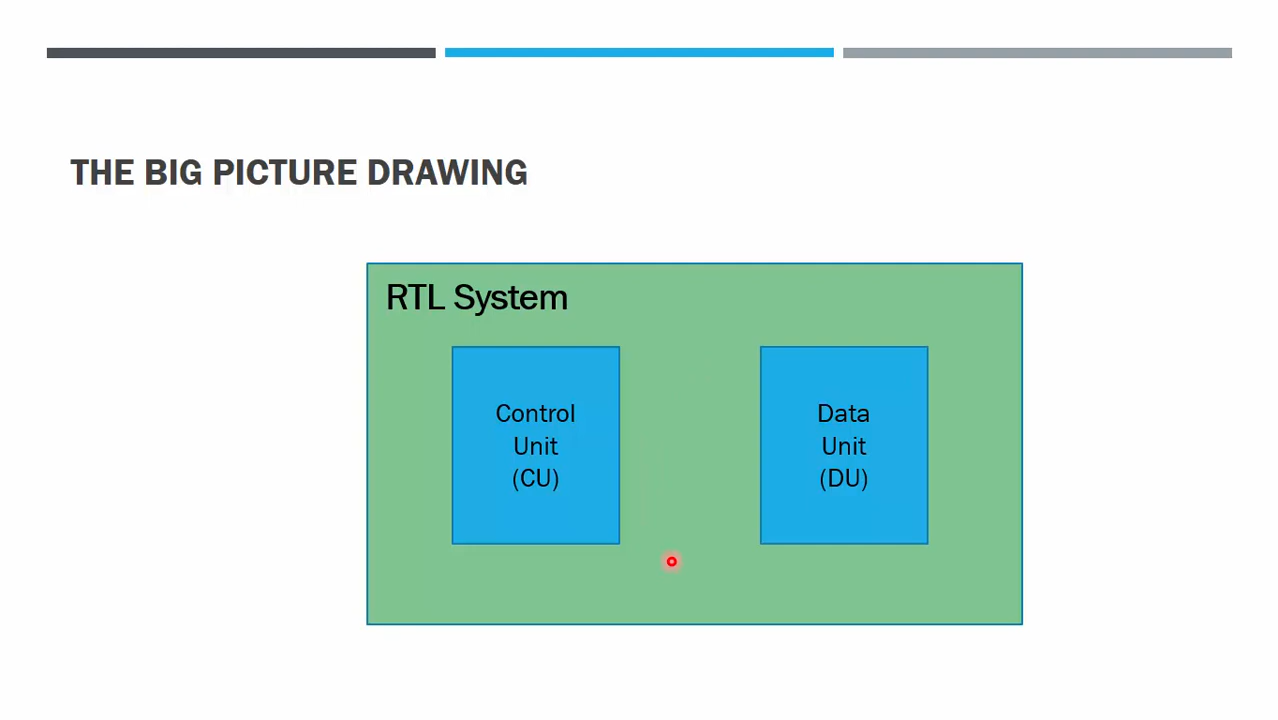 THE BIG PICTURE DRAWING
RTL System
Control
Unit
(CU)
Data
Unit
(DU)